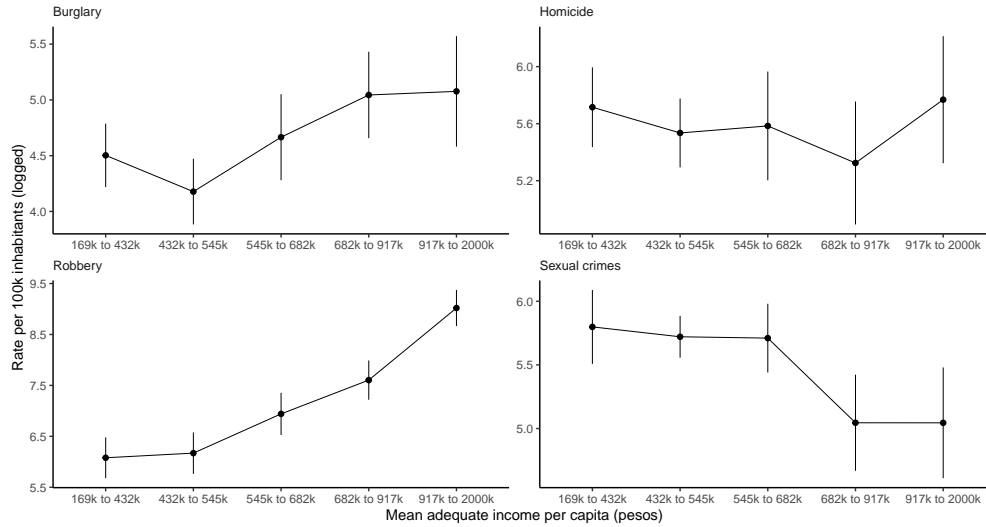 Burglary
Homicide
5.5
5.0
4.5
4.0
6.0
5.6
5.2
169k to 432k 432k to 545k 545k to 682k 682k to 917k 917k to 2000k
169k to 432k 432k to 545k 545k to 682k 682k to 917k 917k to 2000k
Rate per 100k inhabitants (logged)
Robbery
Sexual crimes
9.5
8.5
7.5
6.5
5.5
6.0
5.5
5.0
169k to 432k 432k to 545k 545k to 682k 682k to 917k 917k to 2000k
169k to 432k 432k to 545k 545k to 682k 682k to 917k 917k to 2000k
Mean adequate income per capita (pesos)